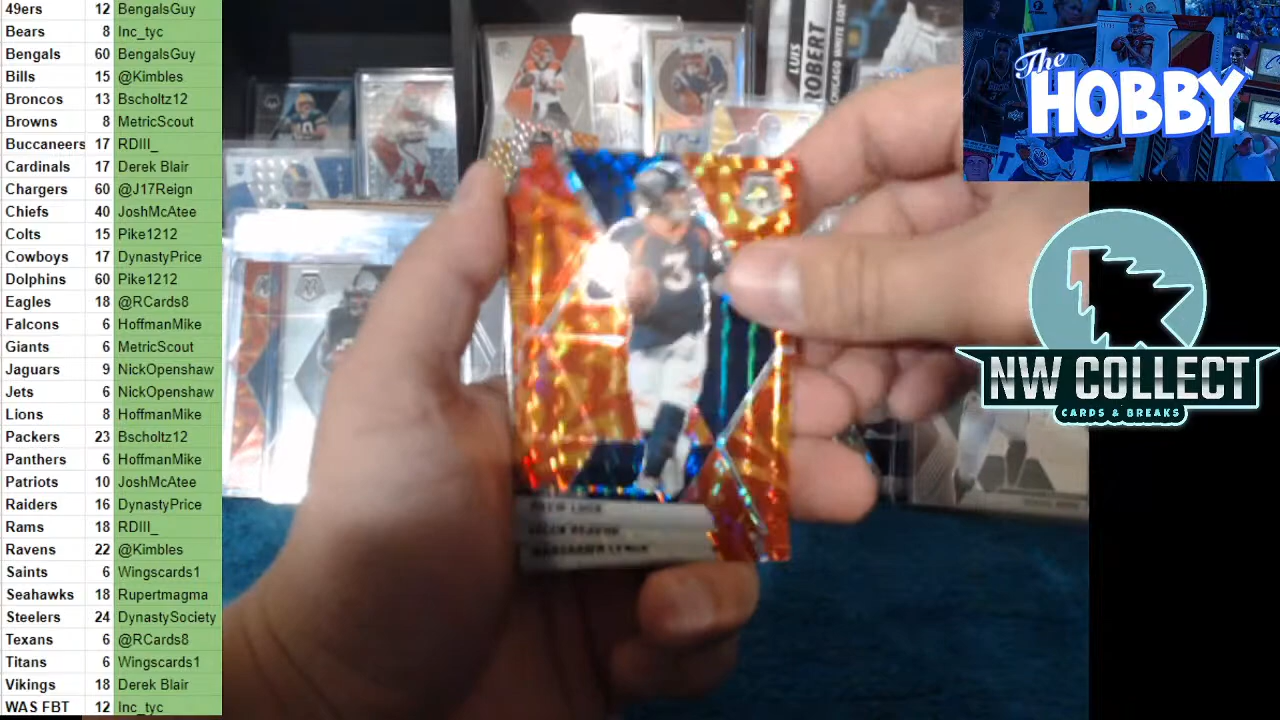 49ers 12 BengalsGuy
Bears 8 Inc_tyc
Bengals 60 BengalsGuy
Bills 15 @Kimbles
Broncos 13 Bscholtz12
Browns 8 MetricScout
Buccaneers 17 RDIII_
Cardinals 17 Derek Blair
Chargers 60 @J17Reign
Chiefs 40 JoshMcAtee
Colts 15 Pike1212
Cowboys 17 DynastyPrice
Dolphins 60 Pike1212
Eagles 18 @RCards8
Falcons 6 HoffmanMike
Giants 6 MetricScout
Jaguars 9 NickOpenshaw
Jets 6 NickOpenshaw
Lions 8 HoffmanMike
Packers 23 Bscholtz12
Panthers 6 HoffmanMike
Patriots 10 JoshMcAtee
Raiders 16 DynastyPrice
Rams 18 RDIII_
Ravens 22 @Kimbles
Saints 6 Wingscards1
Seahawks 18 Rupertmagma
Steelers 24 DynastySociety
Texans 6 @RCards8
Titans 6 Wingscards1
Vikings 18 Derek Blair
WAS FBT 12 Inc_tyc
LUIS
ROBERT
CHICAGO WHITE SOX
3
The
HOBBY
NW COLLECT
CARDS & BREAKS